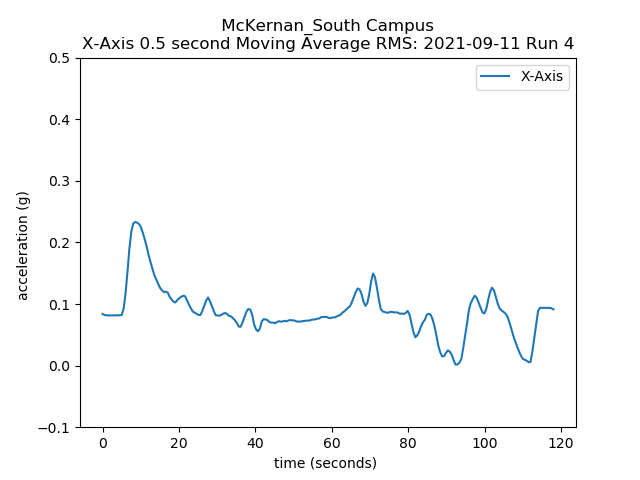 McKernan_South Campus
X-Axis 0.5 second Moving Average RMS: 2021-09-11 Run 4
X-Axis
acceleration (g)
0.5
0.4
0.3
0.2
0.1
0.0
−0.1
0 20 40 60 80 100 120
time (seconds)